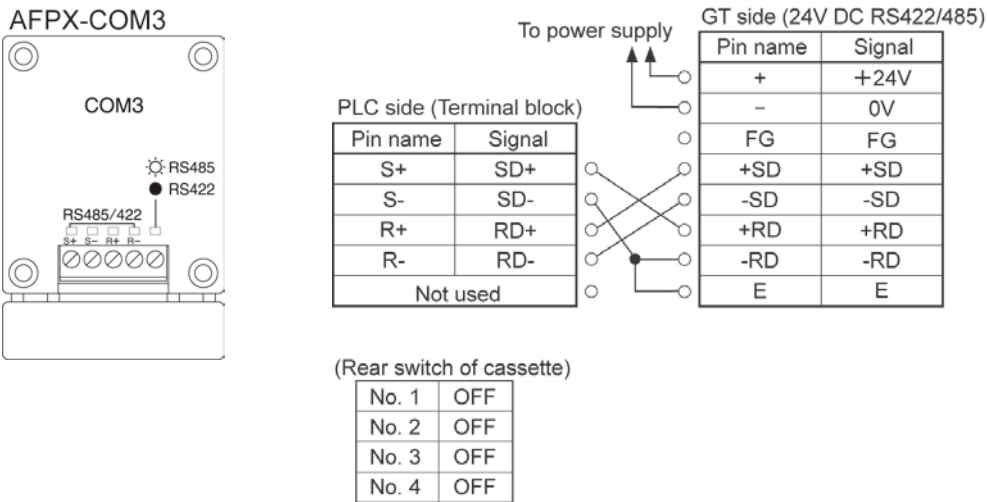 AFPX-COM3
COM3
RS485
RS422
RS485/422
S+ S- R+ R-
To power supply
PLC side (Terminal block)
Pin name Signal
S+ SD+
S- SD-
R+ RD+
R- RD-
Not used
GT side (24V DC RS422/485)
Pin name Signal
+ +24V
- 0V
FG FG
+SD +SD
-SD -SD
+RD +RD
-RD -RD
E E
(Rear switch of cassette)
No. 1 OFF
No. 2 OFF
No. 3 OFF
No. 4 OFF